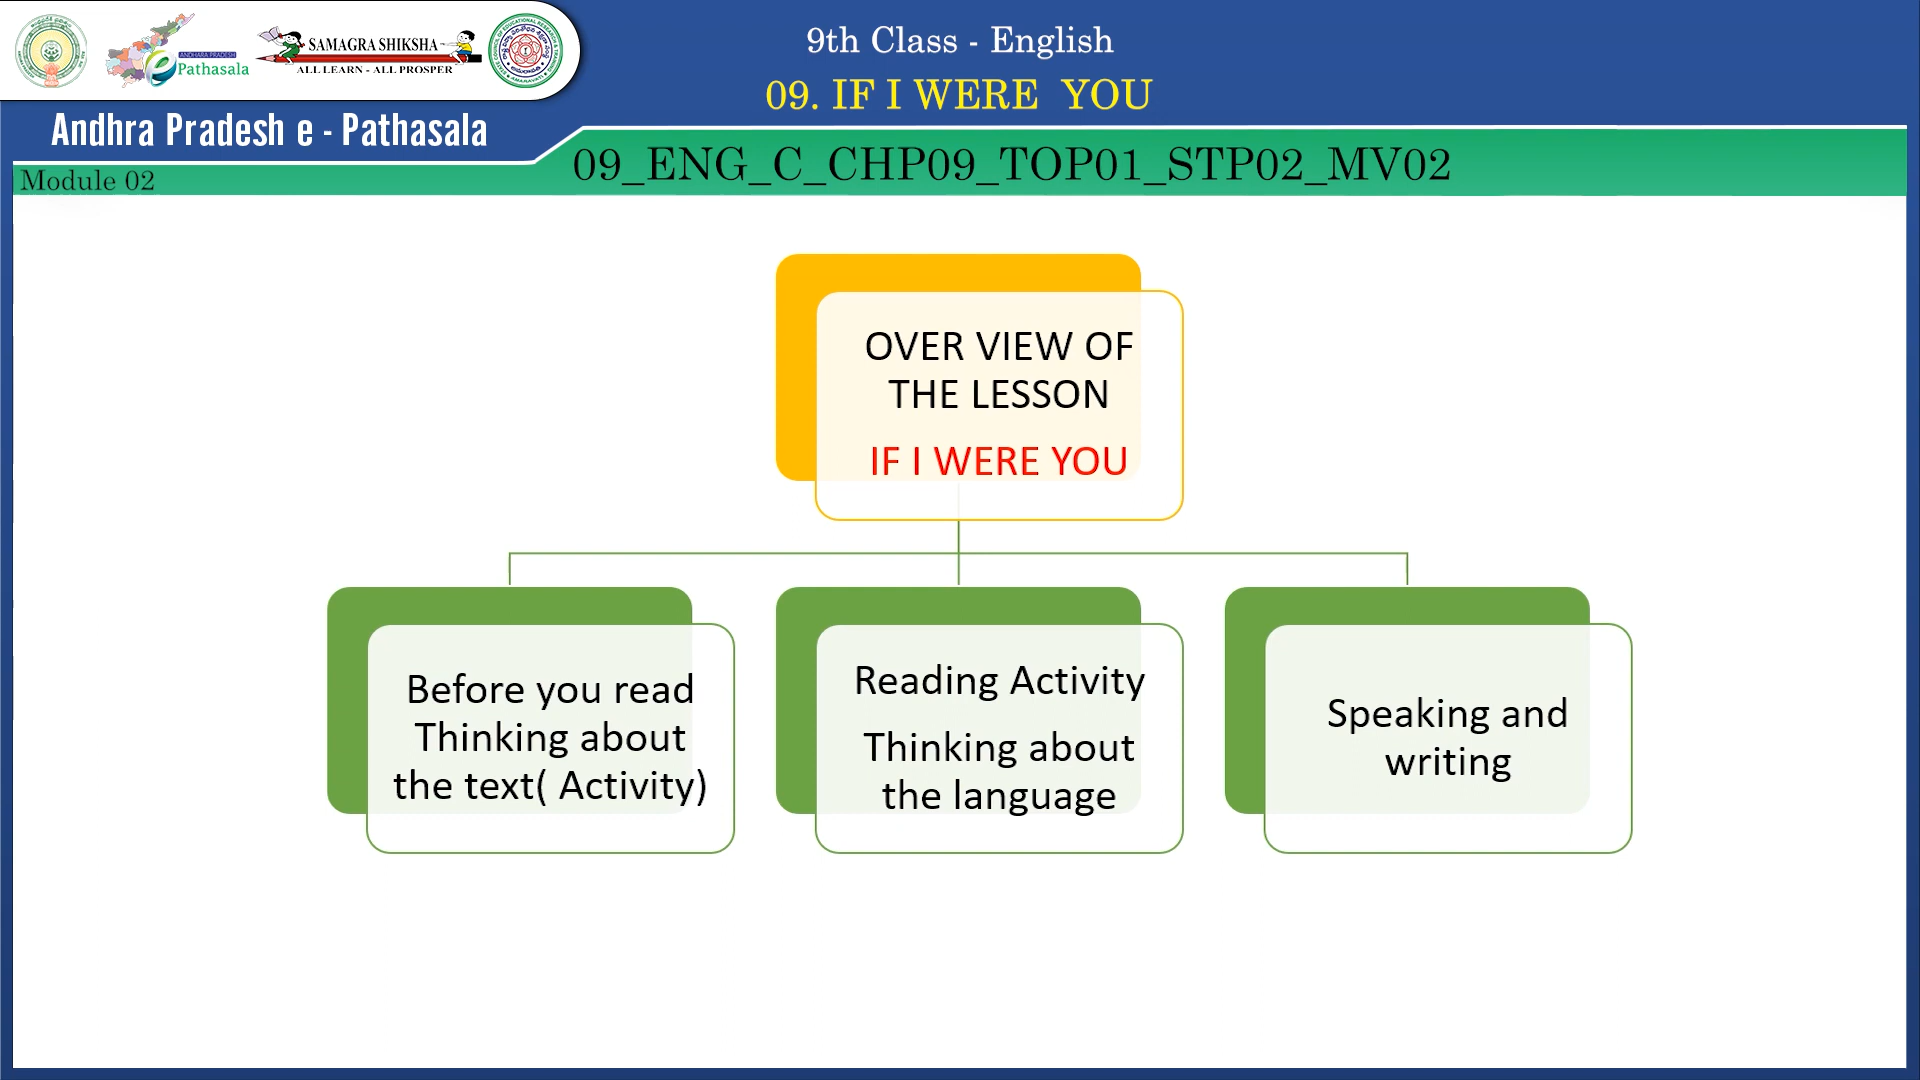 ANDHRA PRADESH
Pathasala
SAMAGRA SHIKSHA
ALL LEARN - ALL PROSPER
Andhra Pradesh e - Pathasala
9th Class - English
09. IF I WERE YOU
Module 02
09_ENG_C_CHP09_TOP01_STP02_MV02
OVER VIEW OF
THE LESSON
IF I WERE YOU
Before you read
Thinking about
the text( Activity)
Reading Activity
Thinking about
the language
Speaking and
writing